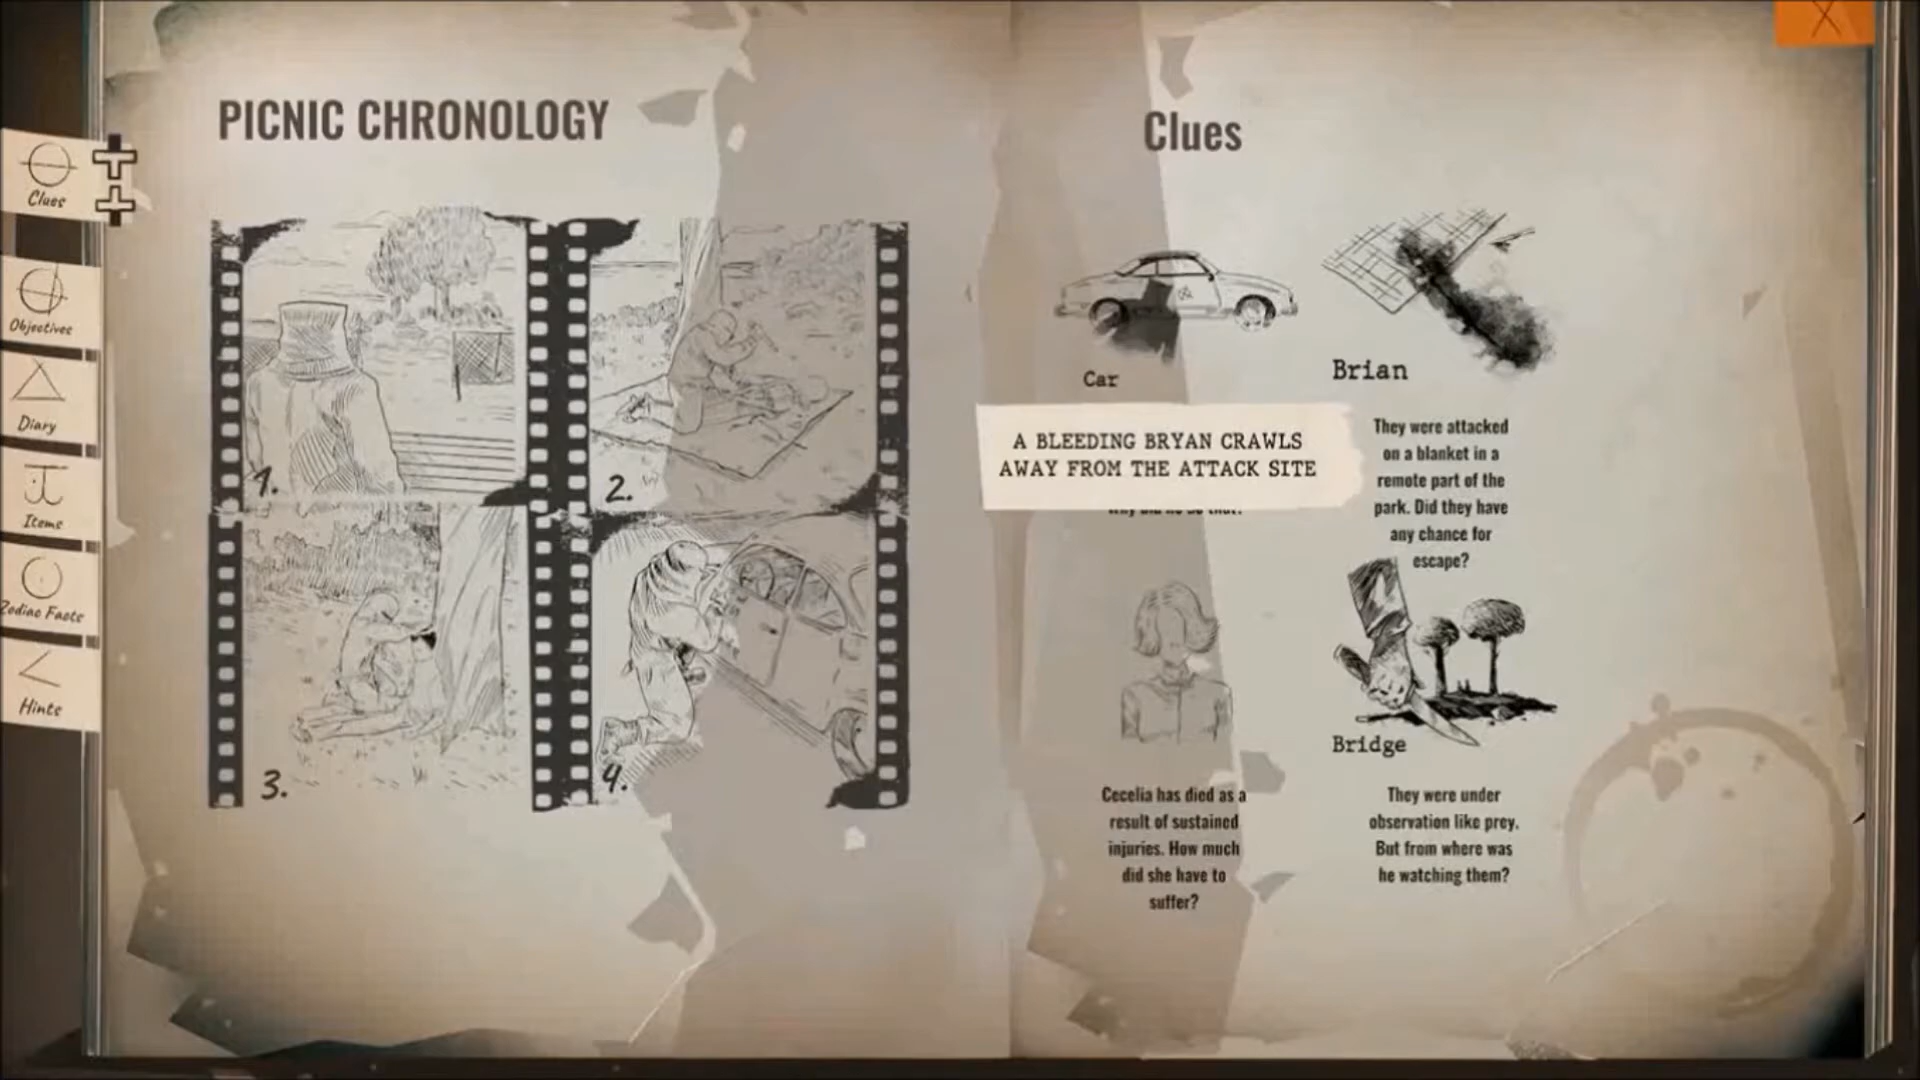 PICNIC CHRONOLOGY
1.
2.
3.
4.
Clues
Objectives
Diary
Items
Zodiac Facts
Hints
Clues
Car
Brian
A BLEEDING BRYAN CRAWLS
AWAY FROM THE ATTACK SITE
They were attacked
on a blanket in a
remote part of the
park. Did they have
any chance for
escape?
Cecelia has died as a
result of sustained
injuries. How much
did she have to
suffer?
Bridge
They were under
observation like prey.
But from where was
he watching them?
X